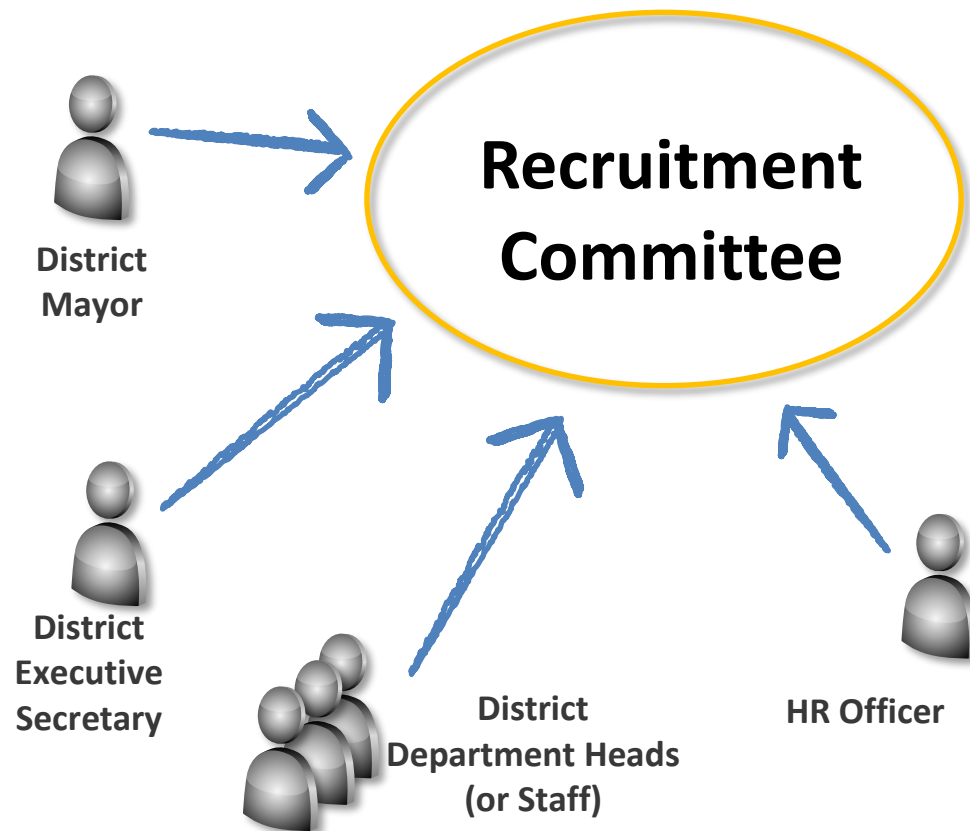 Recruitment
Committee
District
Mayor
District
Executive
Secretary
District
Department Heads
(or Staff)
HR Officer